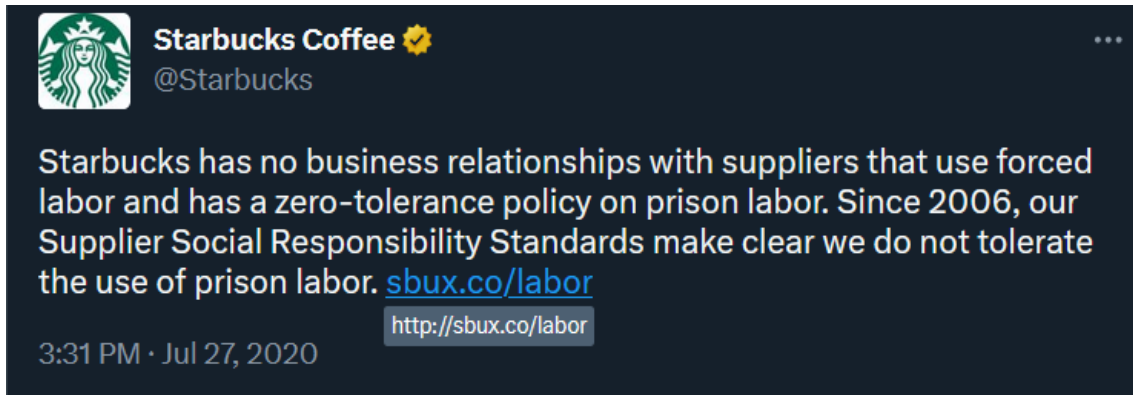 Starbucks Coffee
@Starbucks
Starbucks has no business relationships with suppliers that use forced
labor and has a zero-tolerance policy on prison labor. Since 2006, our
Supplier Social Responsibility Standards make clear we do not tolerate
the use of prison labor. sbux.co/labor
http://sbux.co/labor
3:31 PM · Jul 27, 2020